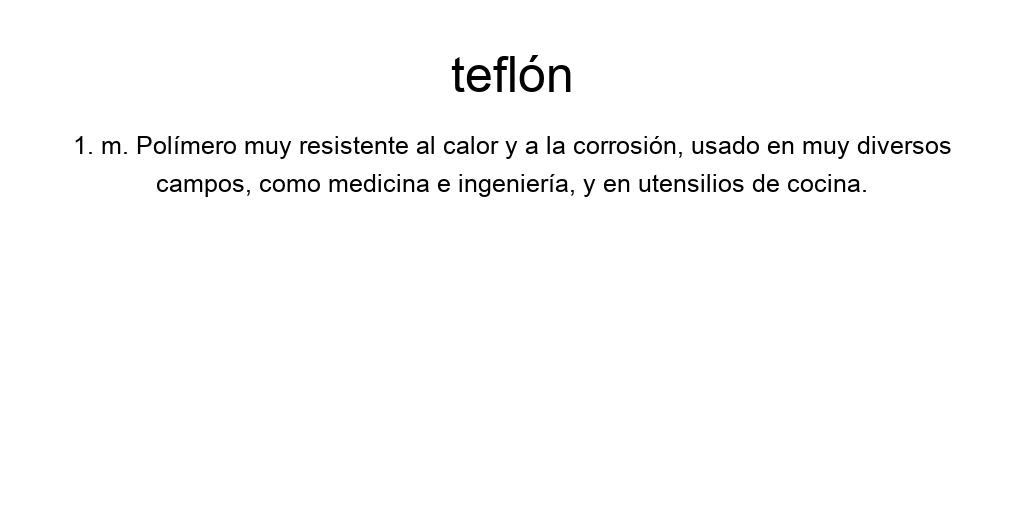 teflón
1. m. Polímero muy resistente al calor y a la corrosión, usado en muy diversos
campos, como medicina e ingeniería, y en utensilios de cocina.